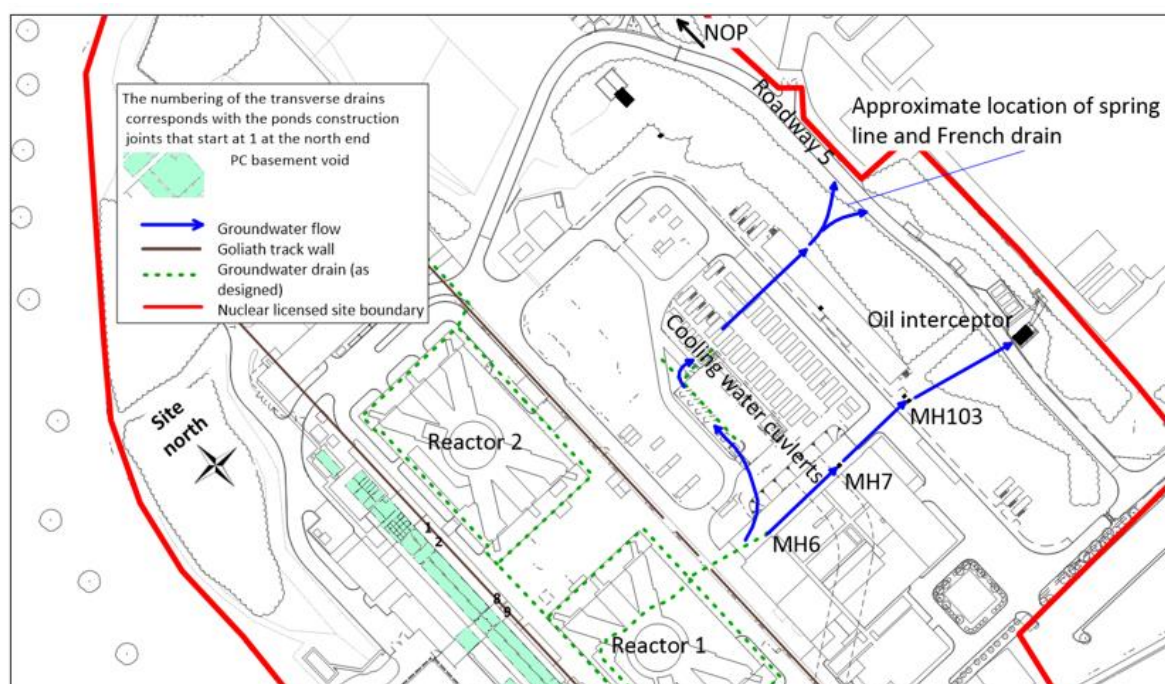 NOP
The numbering of the transverse drains
corresponds with the ponds construction
joints that start at 1 at the north end
PC basement void
Groundwater flow
Goliath track wall
Groundwater drain (as
designed)
Nuclear licensed site boundary
Roadway 5
Approximate location of spring
line and French drain
Oil interceptor
Cooling water cuvlerts
MH103
MH7
MH6
Site
north
Reactor 2
1
2
8
9
Reactor 1